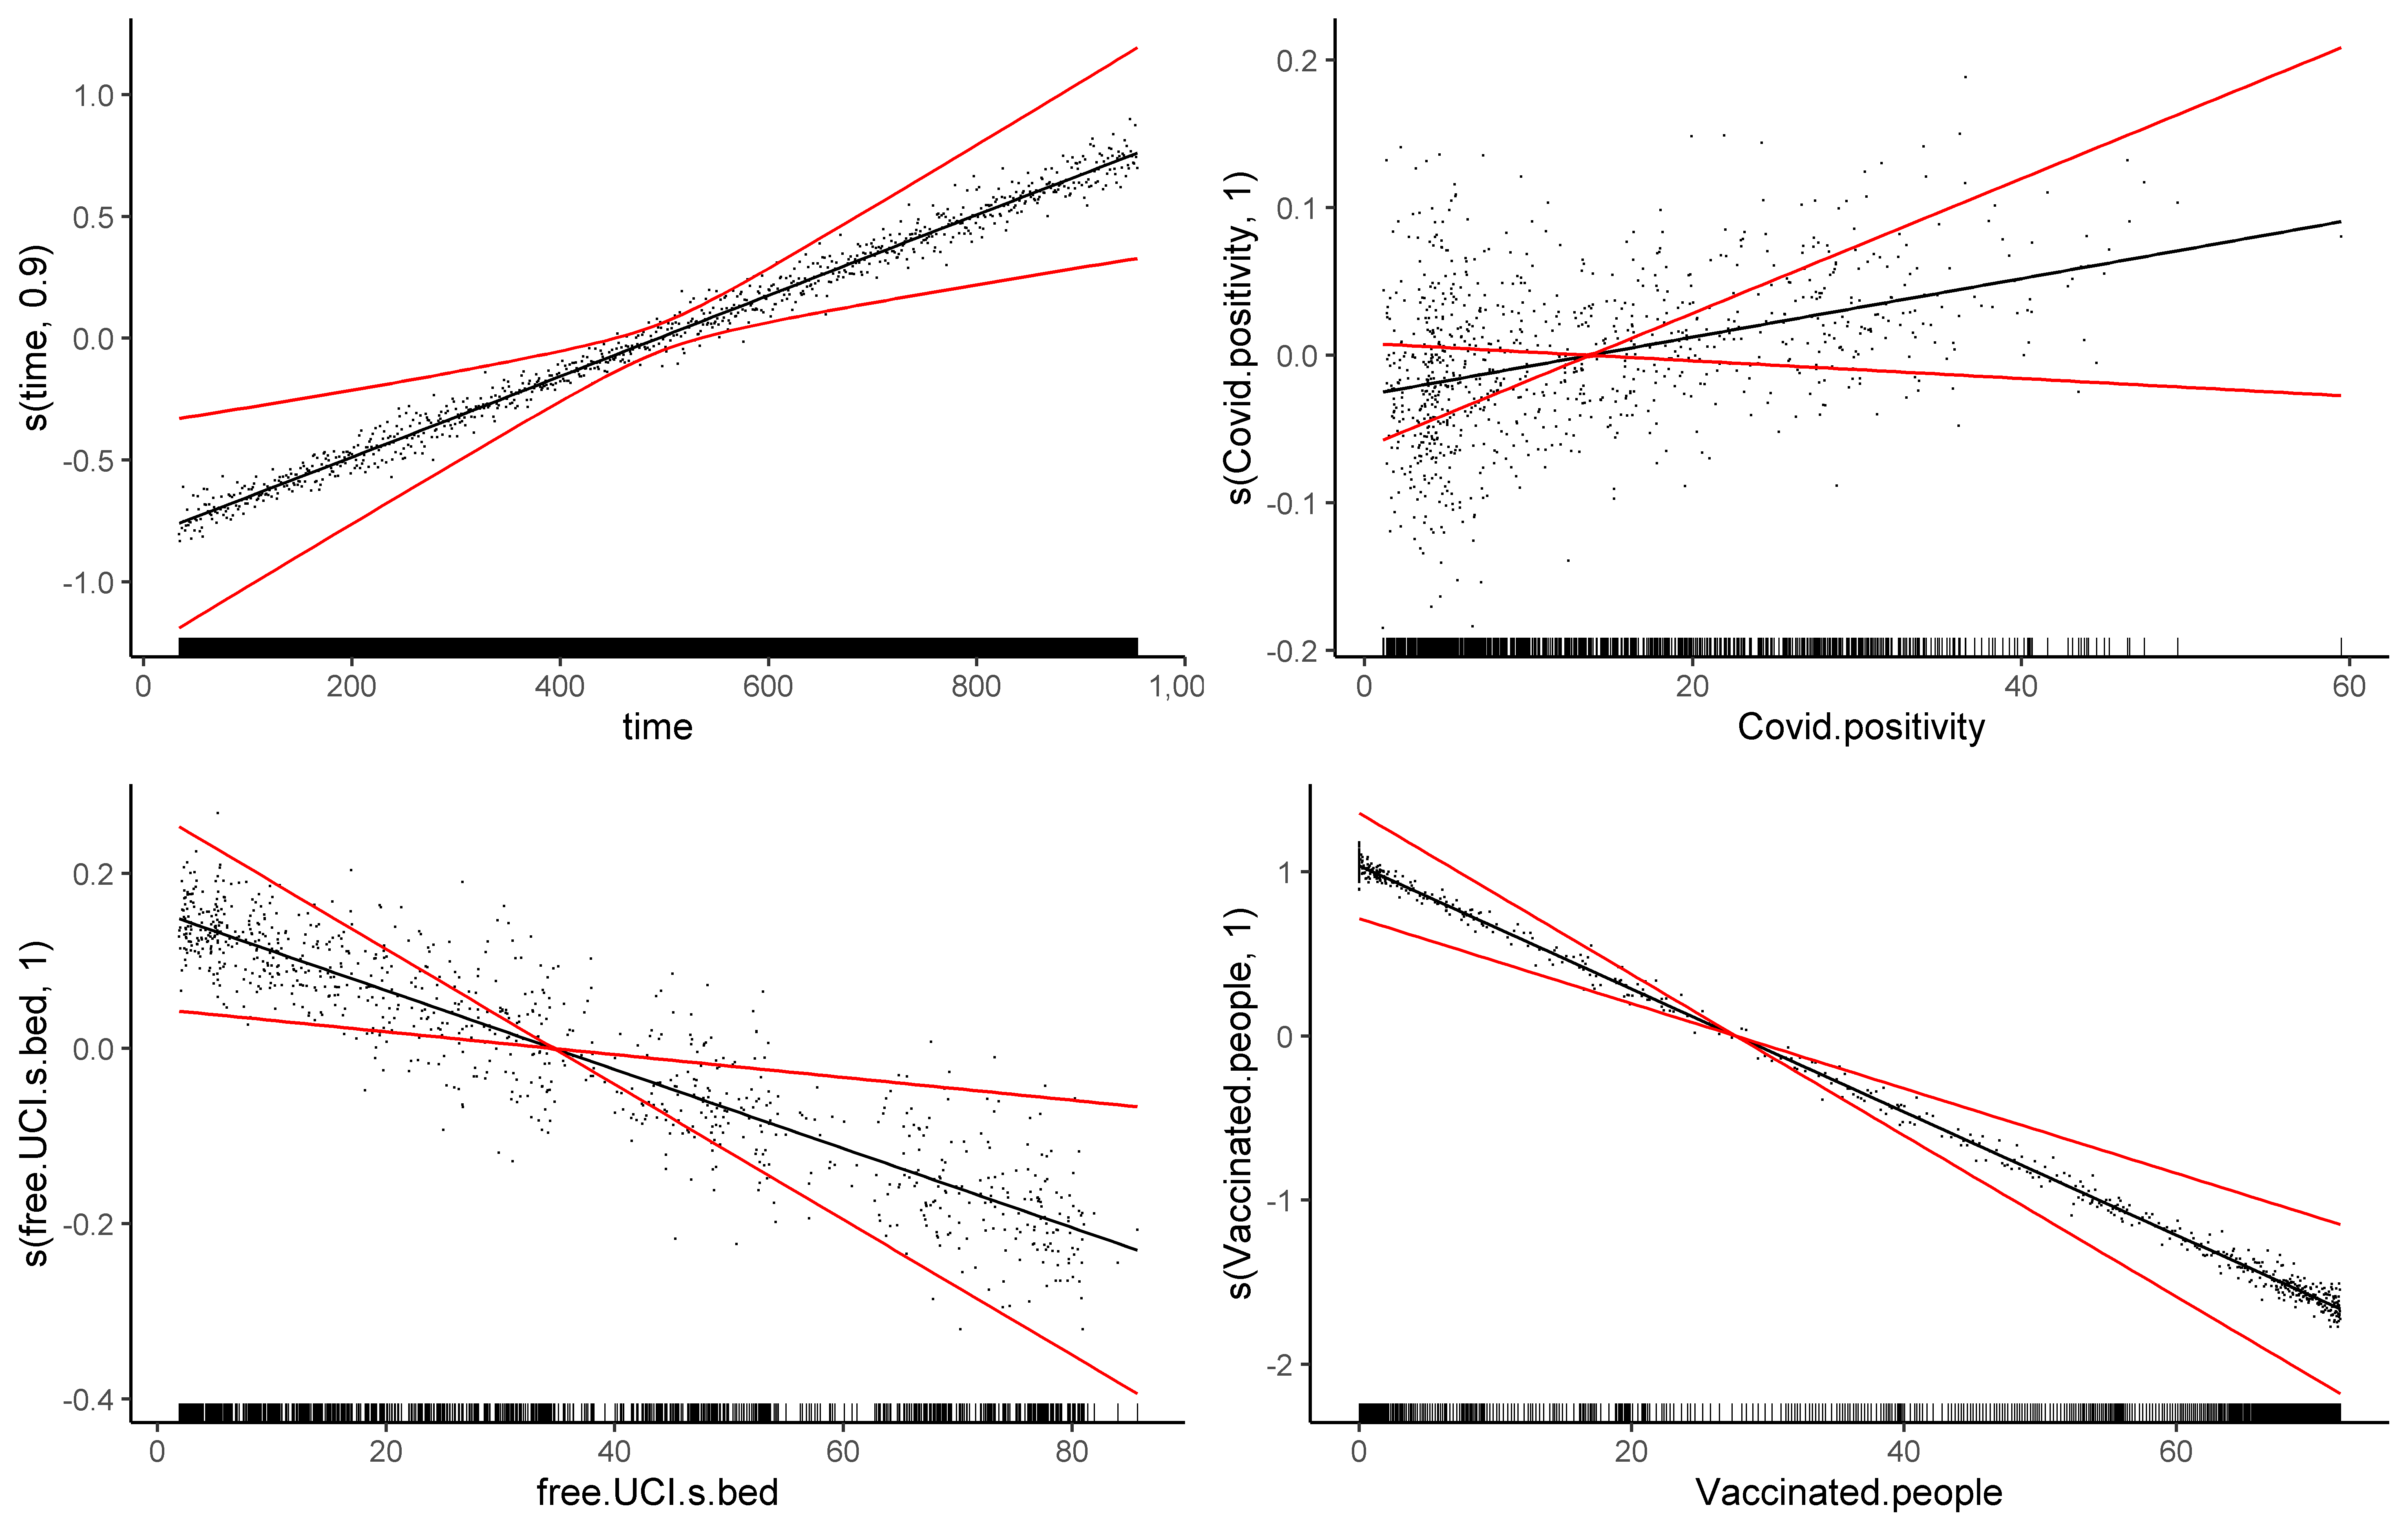 s(time, 0.9)
1.0
0.5
0.0
-0.5
-1.0
0 200 400 600 800 1,00
time
s(Covid.positivity, 1)
0.2
0.1
0.0
-0.1
-0.2
0 20 40 60
Covid.positivity
s(free.UCI.s.bed, 1)
0.2
0.0
-0.2
-0.4
0 20 40 60 80
free.UCI.s.bed
s(Vaccinated.people, 1)
1
0
-1
-2
0 20 40 60
Vaccinated.people